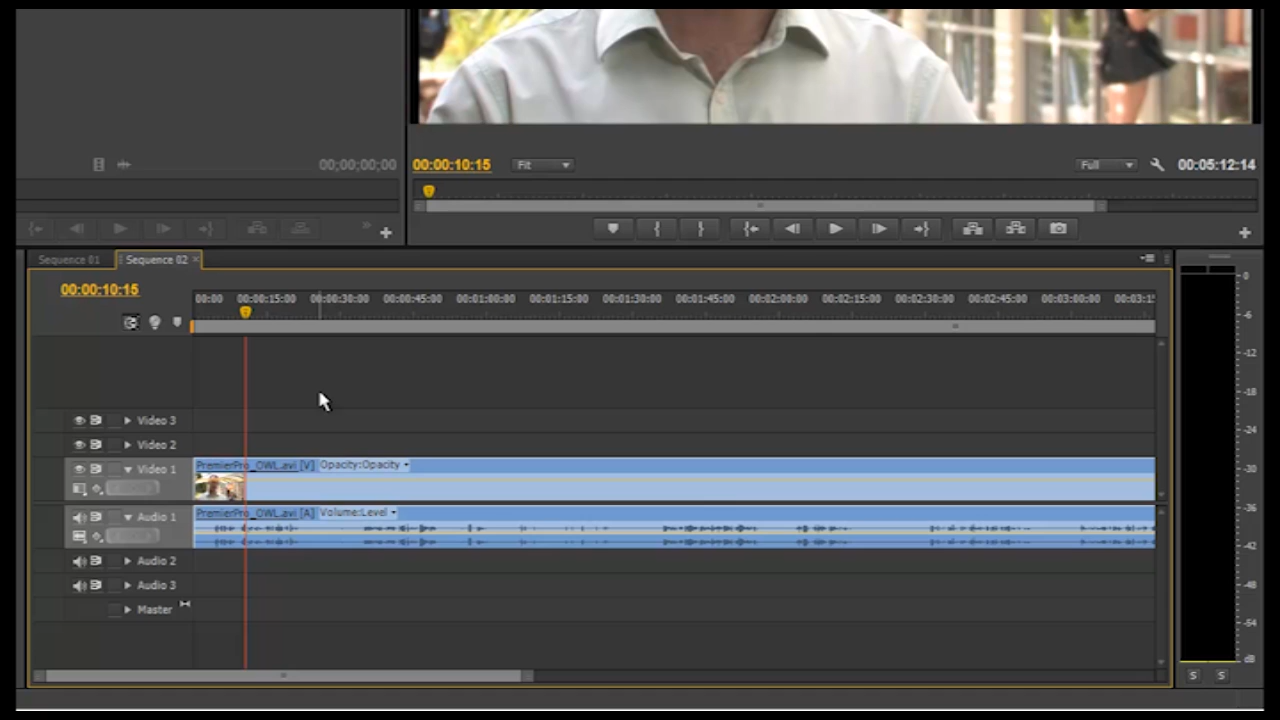 00;00;00;00
00:00:10:15 Fit Full 00:05:12:14
Sequence 01 Sequence 02
00:00:10:15
00:00 00:00:15:00 00:00:30:00 00:00:45:00 00:01:00:00 00:01:15:00 00:01:30:00 00:01:45:00 00:02:00:00 00:02:15:00 00:02:30:00 00:02:45:00 00:03:00:00 00:03:1
Video 3
Video 2
PremierPro_OWL.avi [V] Opacity:Opacity
Video 1
PremierPro_OWL.avi [A] Volume:Level
Audio 1
Audio 2
Audio 3
Master
0
-6
-12
-18
-24
-30
-36
-42
-48
-54
dB
S S